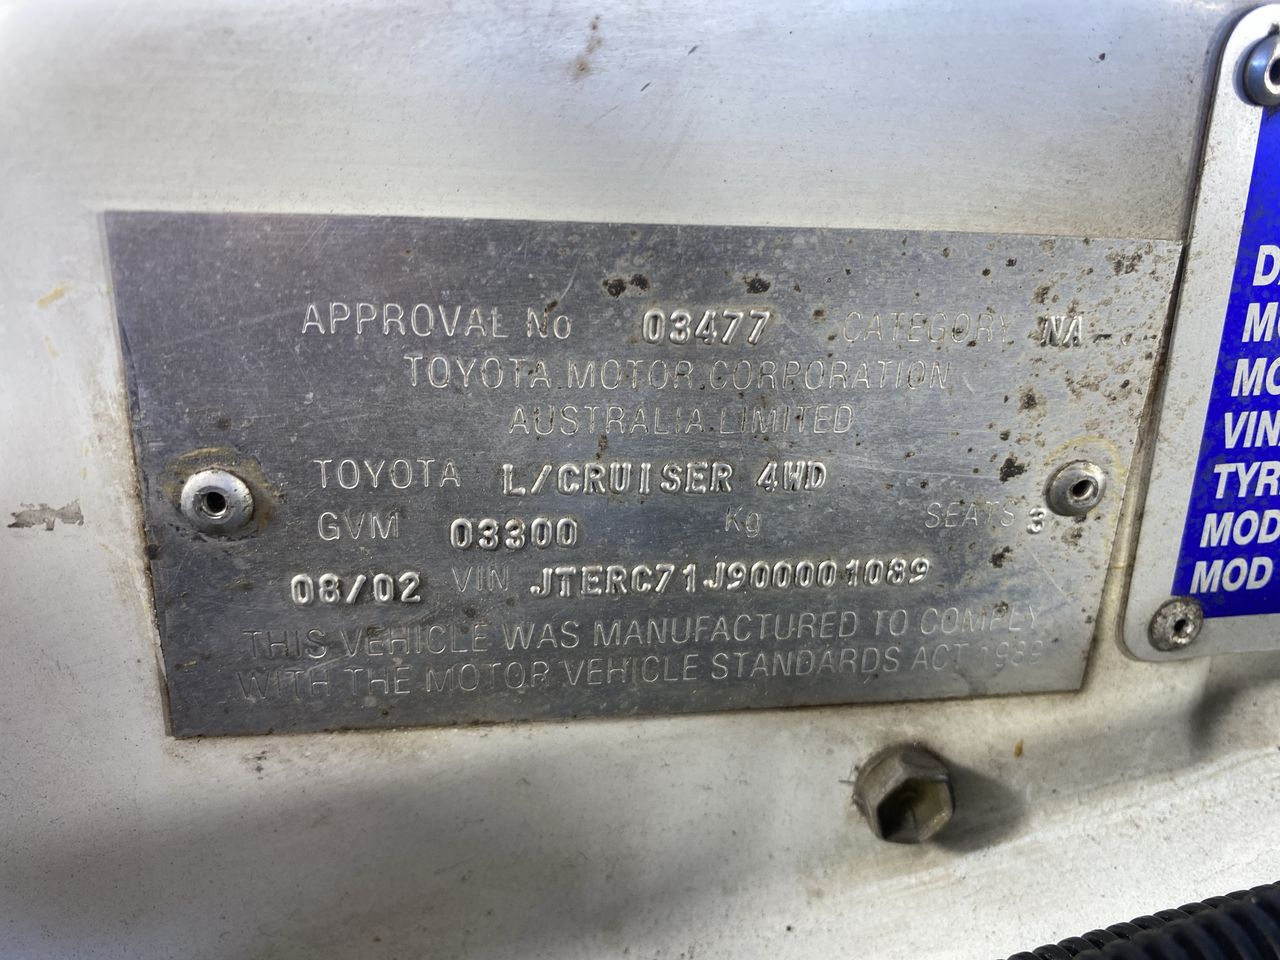 APPROVAL No 03477 CATEGORY NA
TOYOTA MOTOR CORPORATION
AUSTRALIA LIMITED
TOYOTA L/CRUISER 4WD
GVM 03300 Kg SEATS 3
08/02 VIN JTERC71J900001089
THIS VEHICLE WAS MANUFACTURED TO COMPLY
WITH THE MOTOR VEHICLE STANDARDS ACT 1989
VIN
TYR
MOD
MOD